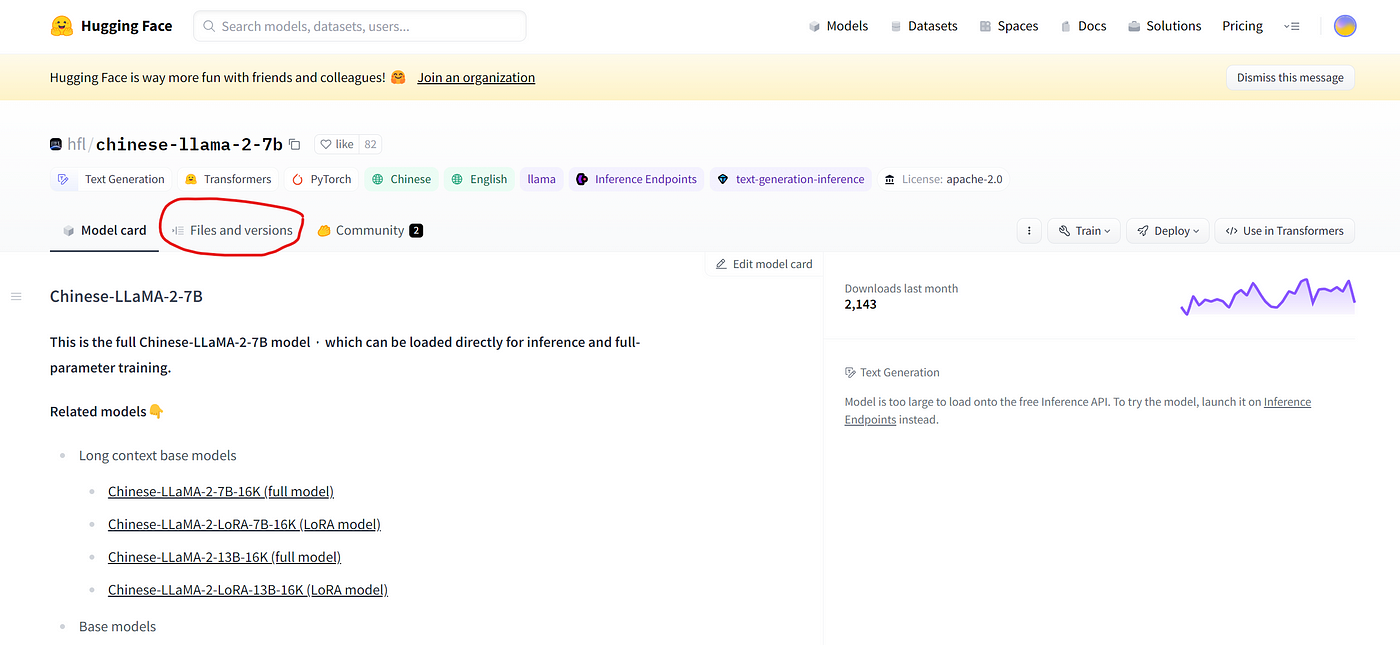 Hugging Face
Search models, datasets, users...
Models
Datasets
Spaces
Docs
Solutions
Pricing
Hugging Face is way more fun with friends and colleagues! 🤗 Join an organization
Dismiss this message
hfl/chinese-llama-2-7b
like 82
Text Generation
Transformers
PyTorch
Chinese
English
llama
Inference Endpoints
text-generation-inference
License: apache-2.0
Model card
Files and versions
Community 2
Train
Deploy
</> Use in Transformers
Edit model card
Chinese-LLaMA-2-7B
This is the full Chinese-LLaMA-2-7B model · which can be loaded directly for inference and full-
parameter training.
Related models👇
Long context base models
Chinese-LLaMA-2-7B-16K (full model)
Chinese-LLaMA-2-LoRA-7B-16K (LoRA model)
Chinese-LLaMA-2-13B-16K (full model)
Chinese-LLaMA-2-LoRA-13B-16K (LoRA model)
Base models
Downloads last month
2,143
Text Generation
Model is too large to load onto the free Inference API. To try the model, launch it on Inference
Endpoints instead.